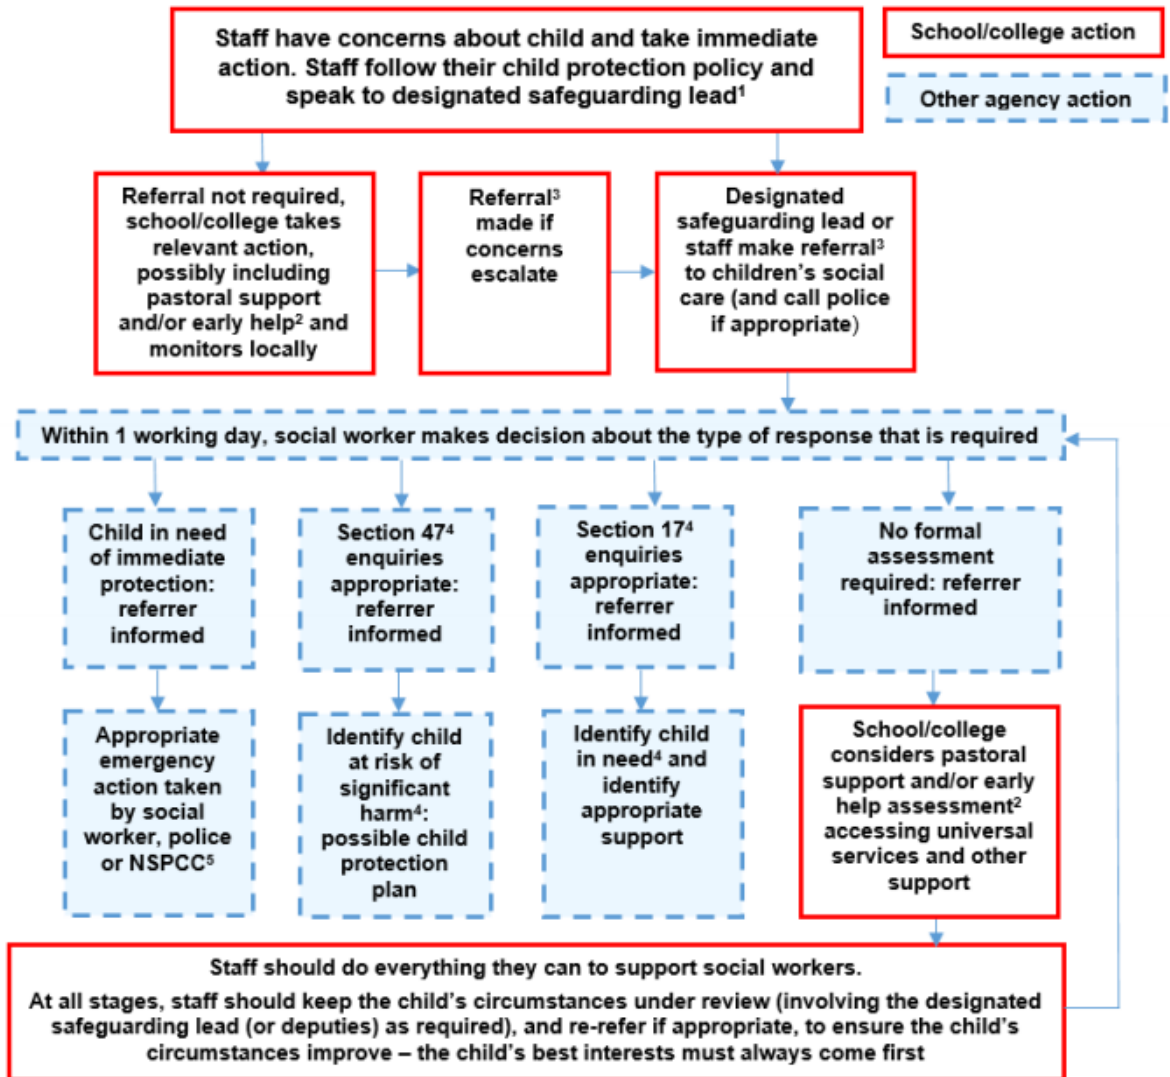 Staff have concerns about child and take immediate
action. Staff follow their child protection policy and
speak to designated safeguarding lead¹
School/college action
Other agency action
Referral not required,
school/college takes
relevant action,
possibly including
pastoral support
and/or early help² and
monitors locally
Referral³
made if
concerns
escalate
Designated
safeguarding lead or
staff make referral³
to children’s social
care (and call police
if appropriate)
Within 1 working day, social worker makes decision about the type of response that is required
Child in need
of immediate
protection:
referrer
informed
Section 47⁴
enquiries
appropriate:
referrer
informed
Section 17⁴
enquiries
appropriate:
referrer
informed
No formal
assessment
required: referrer
informed
Appropriate
emergency
action taken
by social
worker, police
or NSPCC⁵
Identify child
at risk of
significant
harm⁴:
possible child
protection
plan
Identify child
in need⁴ and
identify
appropriate
support
School/college
considers pastoral
support and/or early
help assessment²
accessing universal
services and other
support
Staff should do everything they can to support social workers.
At all stages, staff should keep the child’s circumstances under review (involving the designated
safeguarding lead (or deputies) as required), and re-refer if appropriate, to ensure the child’s
circumstances improve – the child’s best interests must always come first